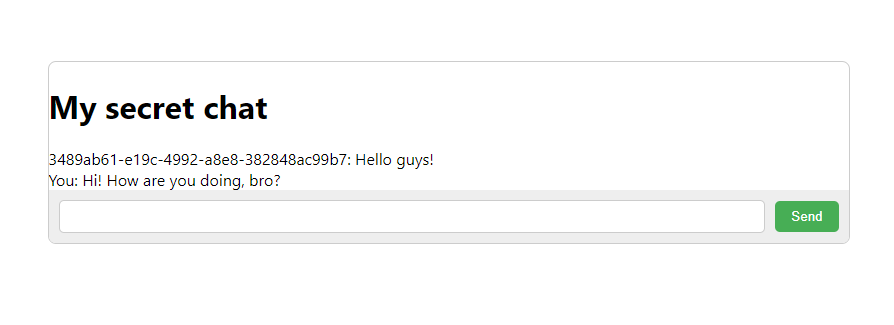 My secret chat
3489ab61-e19c-4992-a8e8-382848ac99b7: Hello guys!
You: Hi! How are you doing, bro?
Send